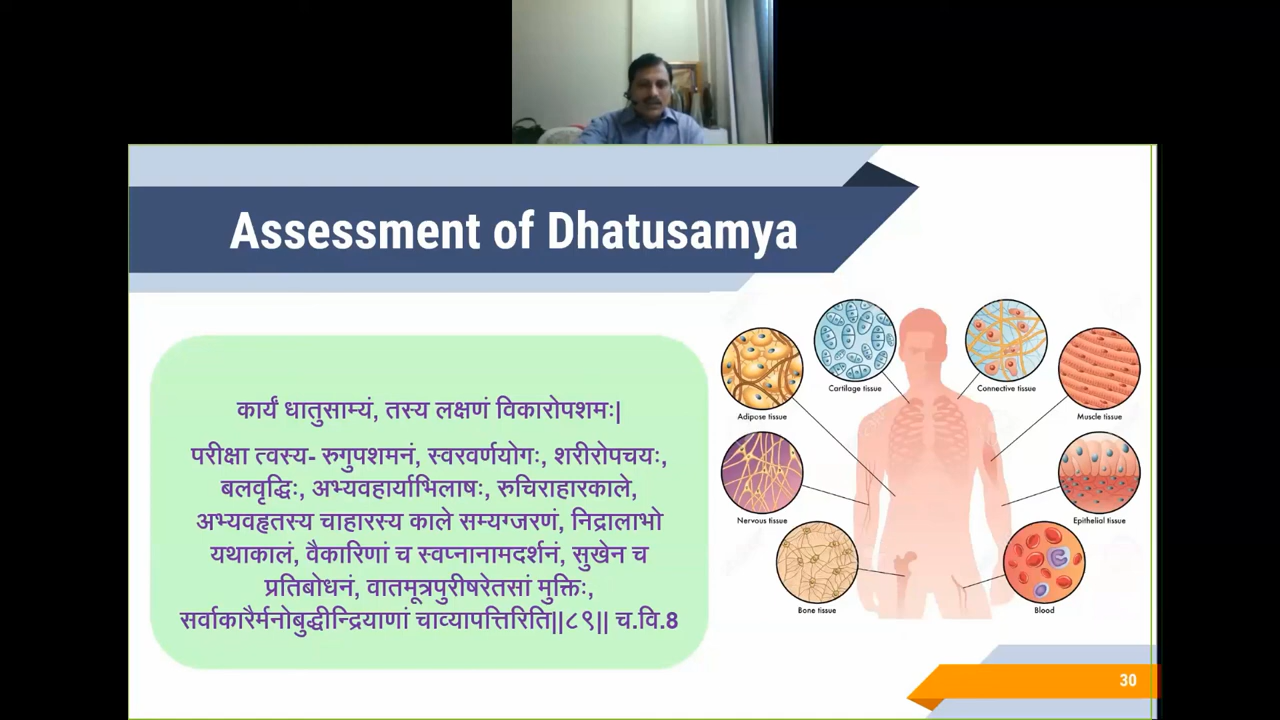 Assessment of Dhatusamya
कार्यं धातुसाम्यं, तस्य लक्षणं विकारोपशमः|
परीक्षा त्वस्य- रुगुपशमनं, स्वरवर्णयोगः, शरीरोपचयः,
बलवृद्धिः, अभ्यवहार्याभिलाषः, रुचिराहारकाले,
अभ्यवहृतस्य चाहारस्य काले सम्यग्जरणं, निद्रालाभो
यथाकालं, वैकारिणां च स्वप्नानामदर्शनं, सुखेन च
प्रतिबोधनं, वातमूत्रपुरीषरेतसां मुक्तिः,
सर्वाकारैर्मनोबुद्धीन्द्रियाणां चाव्यापत्तिरिति||८९|| च.वि.8
Cartilage tissue
Connective tissue
Adipose tissue
Muscle tissue
Nervous tissue
Epithelial tissue
Bone tissue
Blood
30